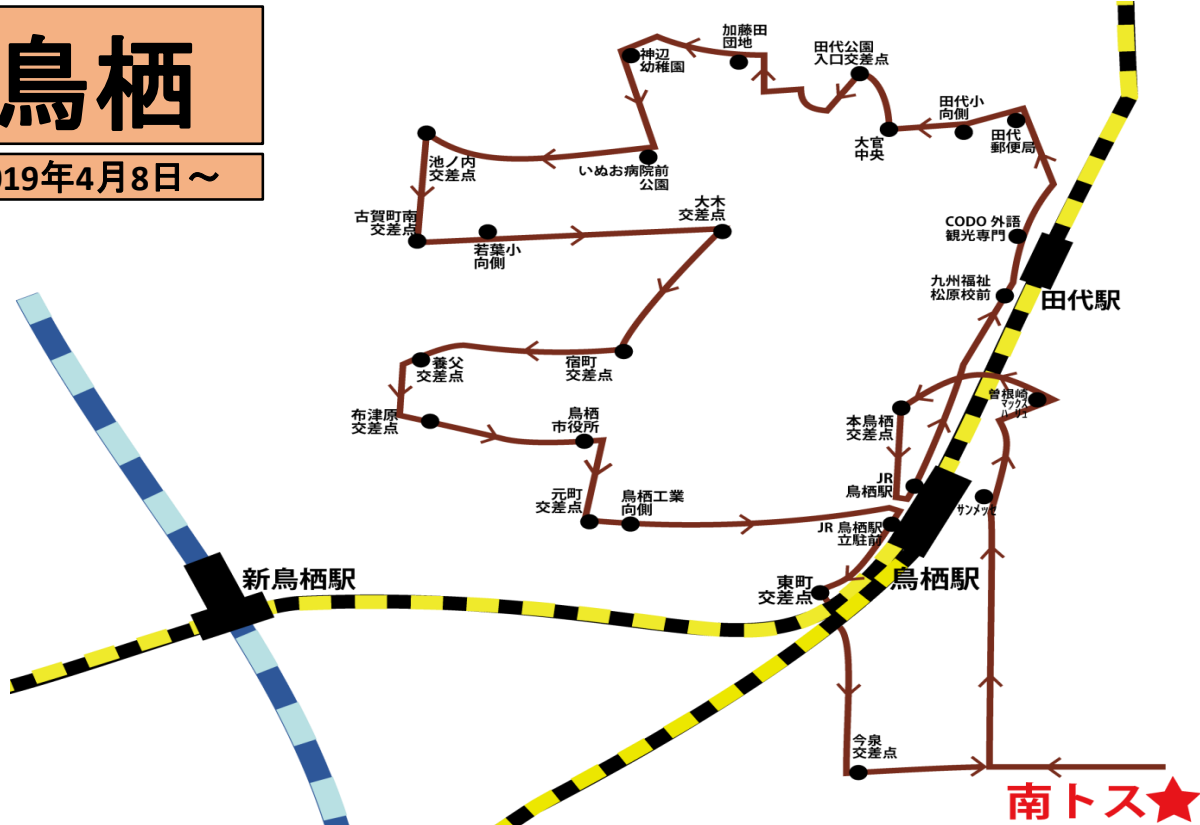 鳥栖
019年4月8日～
加藤田
団地
神辺
幼稚園
田代公園
入口交差点
田代小
向側
大官
中央
田代
郵便局
池ノ内
交差点
いぬお病院前
公園
古賀町南
交差点
若葉小
向側
大木
交差点
CODO 外語
観光専門
九州福祉
松原校前
田代駅
養父
交差点
宿町
交差点
布津原
交差点
鳥栖
市役所
曽根崎
マックス
本鳥栖
交差点
JR
鳥栖駅
元町
交差点
鳥栖工業
向側
サンメッセ
JR 鳥栖駅
立駐前
新鳥栖駅
鳥栖駅
東町
交差点
今泉
交差点
南トス★